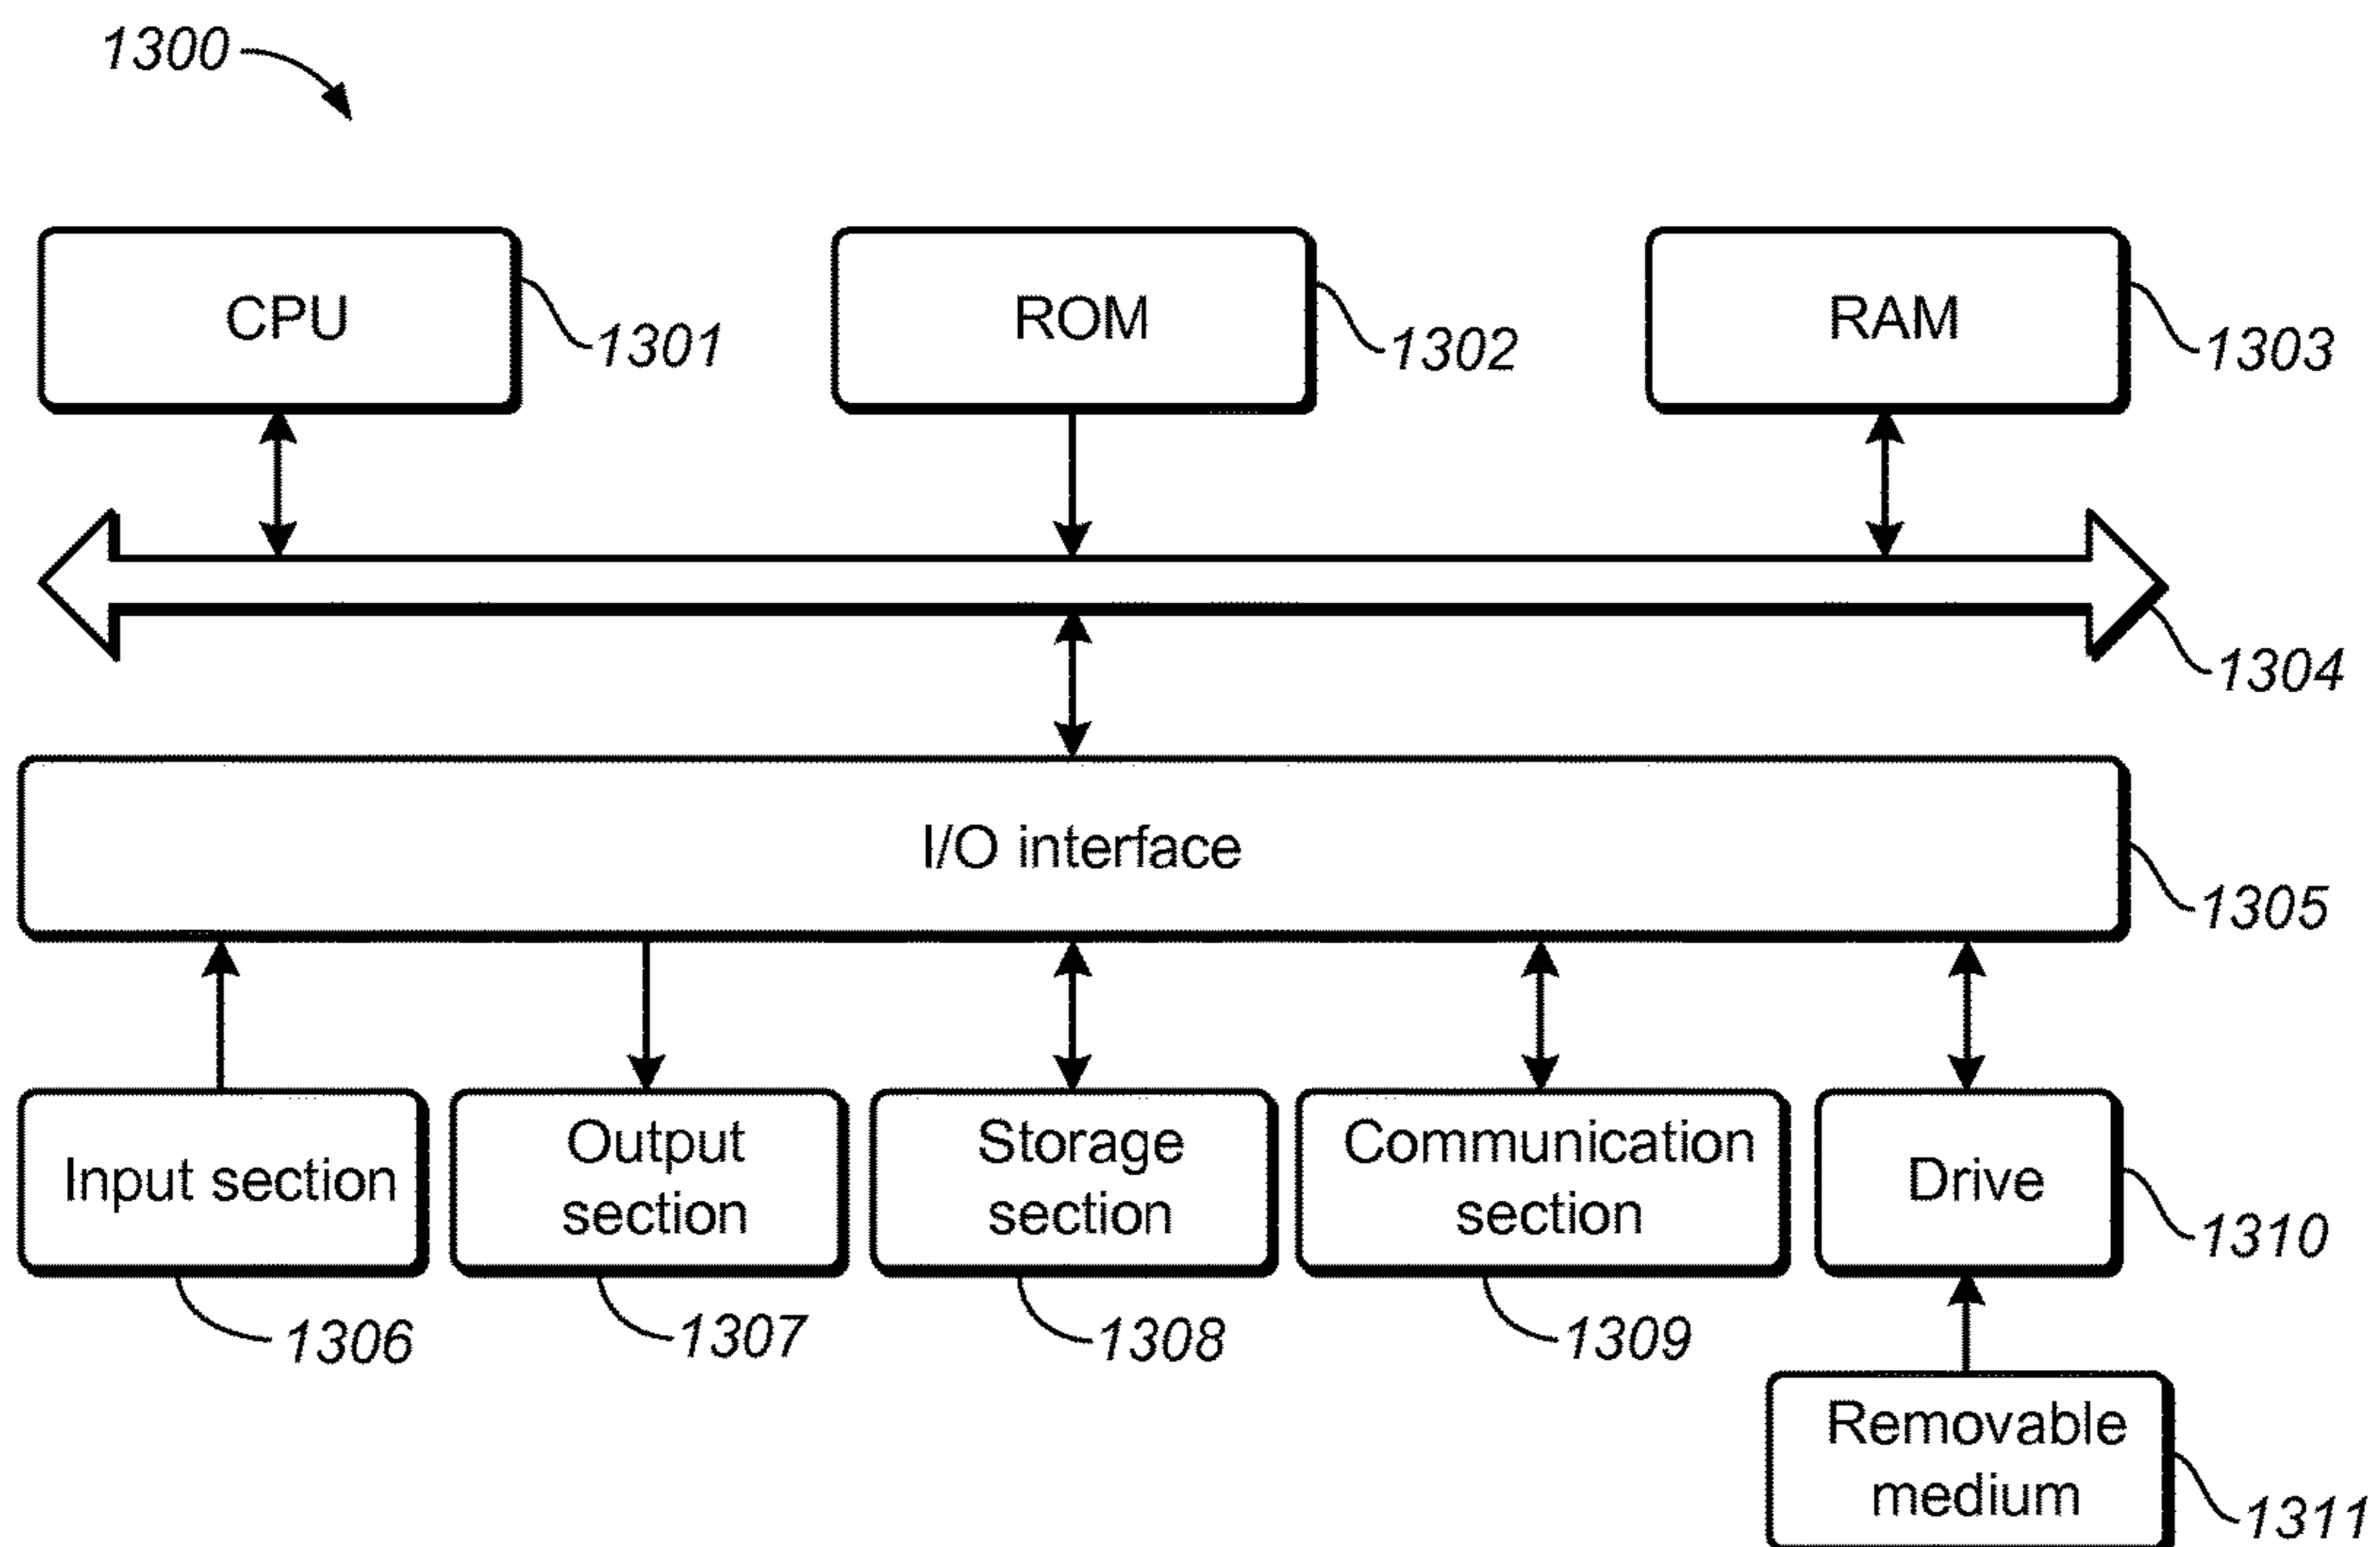 1300
CPU
1301
ROM
1302
RAM
1303
1304
I/O interface
1305
Input section
1306
Output
section
1307
Storage
section
1308
Communication
section
1309
Drive
1310
Removable
medium
1311